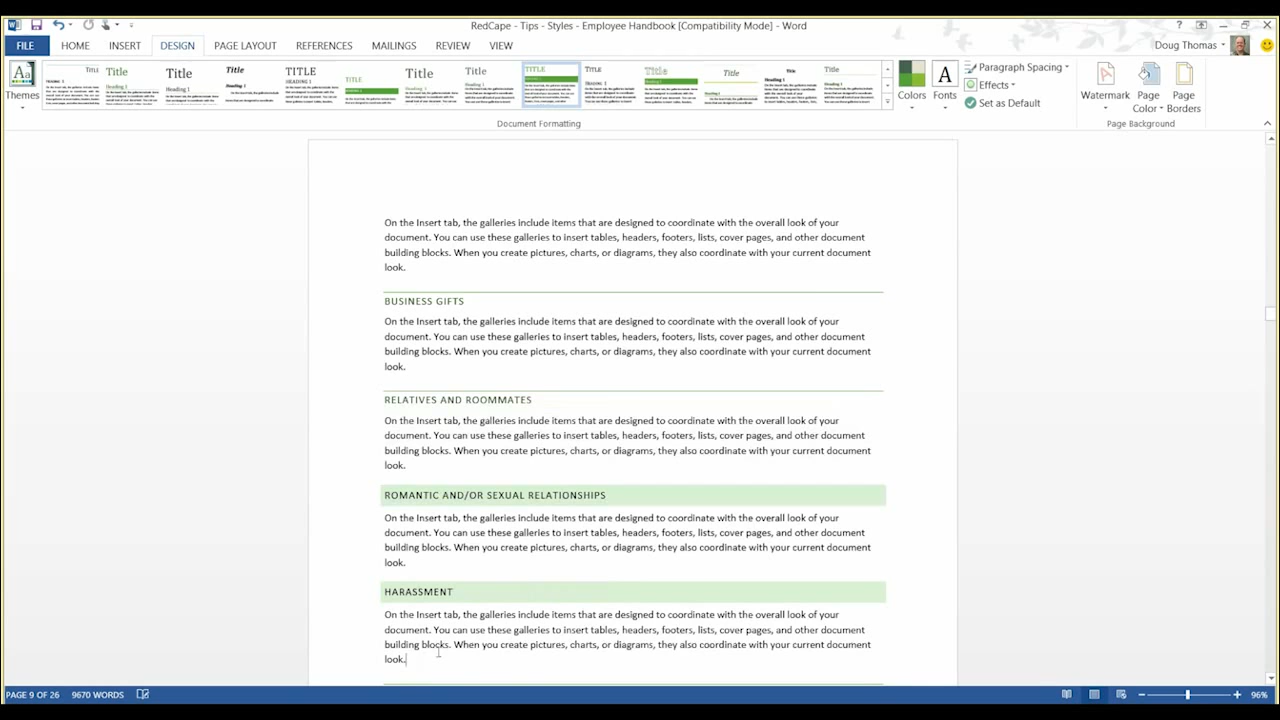 RedCape - Tips - Styles - Employee Handbook [Compatibility Mode] - Word
FILE HOME INSERT DESIGN PAGE LAYOUT REFERENCES MAILINGS REVIEW VIEW Doug Thomas
Themes
Title
Heading 1
TITLE
HEADING 1
Colors
Fonts
Paragraph Spacing
Effects
Set as Default
Watermark
Page Color
Page Borders
Document Formatting
Page Background
On the Insert tab, the galleries include items that are designed to coordinate with the overall look of your
document. You can use these galleries to insert tables, headers, footers, lists, cover pages, and other document
building blocks. When you create pictures, charts, or diagrams, they also coordinate with your current document
look.
BUSINESS GIFTS
On the Insert tab, the galleries include items that are designed to coordinate with the overall look of your
document. You can use these galleries to insert tables, headers, footers, lists, cover pages, and other document
building blocks. When you create pictures, charts, or diagrams, they also coordinate with your current document
look.
RELATIVES AND ROOMMATES
On the Insert tab, the galleries include items that are designed to coordinate with the overall look of your
document. You can use these galleries to insert tables, headers, footers, lists, cover pages, and other document
building blocks. When you create pictures, charts, or diagrams, they also coordinate with your current document
look.
ROMANTIC AND/OR SEXUAL RELATIONSHIPS
On the Insert tab, the galleries include items that are designed to coordinate with the overall look of your
document. You can use these galleries to insert tables, headers, footers, lists, cover pages, and other document
building blocks. When you create pictures, charts, or diagrams, they also coordinate with your current document
look.
HARASSMENT
On the Insert tab, the galleries include items that are designed to coordinate with the overall look of your
document. You can use these galleries to insert tables, headers, footers, lists, cover pages, and other document
building blocks. When you create pictures, charts, or diagrams, they also coordinate with your current document
look.
PAGE 9 OF 26 9670 WORDS 96%